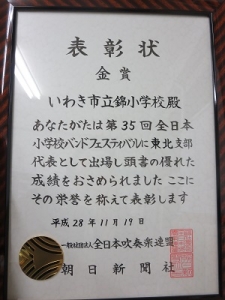 表彰状
金賞
いわき市立錦小学校殿
あなたがたは第35回全日本
小学校バンドフェスティバルに東北支部
代表として出場し頭書の優れた
成績をおさめられました ここに
その栄誉を称えて表彰します
平成28年11月19日
一般社団法人全日本吹奏楽連盟
朝日新聞社